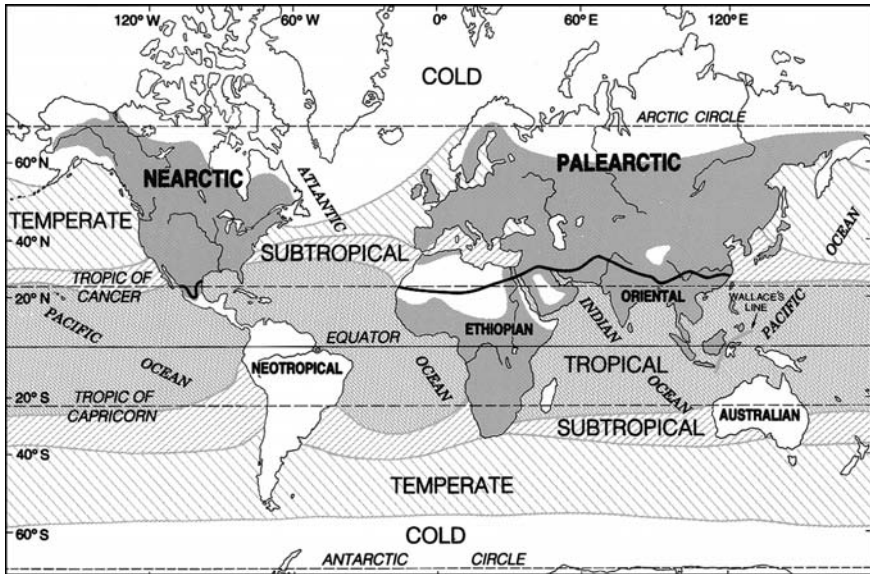 120° W
60° W
0°
60° E
120° E
COLD
ARCTIC CIRCLE
60° N
NEARCTIC
PALEARCTIC
ATLANTIC
TEMPERATE
OCEAN
40° N
SUBTROPICAL
TROPIC OF
CANCER
20° N
ORIENTAL
WALLACE'S
LINE
PACIFIC
INDIAN
PACIFIC
ETHIOPIAN
EQUATOR
OCEAN
NEOTROPICAL
OCEAN
TROPICAL
OCEAN
20° S
TROPIC OF
CAPRICORN
AUSTRALIAN
SUBTROPICAL
40° S
TEMPERATE
60° S
COLD
ANTARCTIC CIRCLE